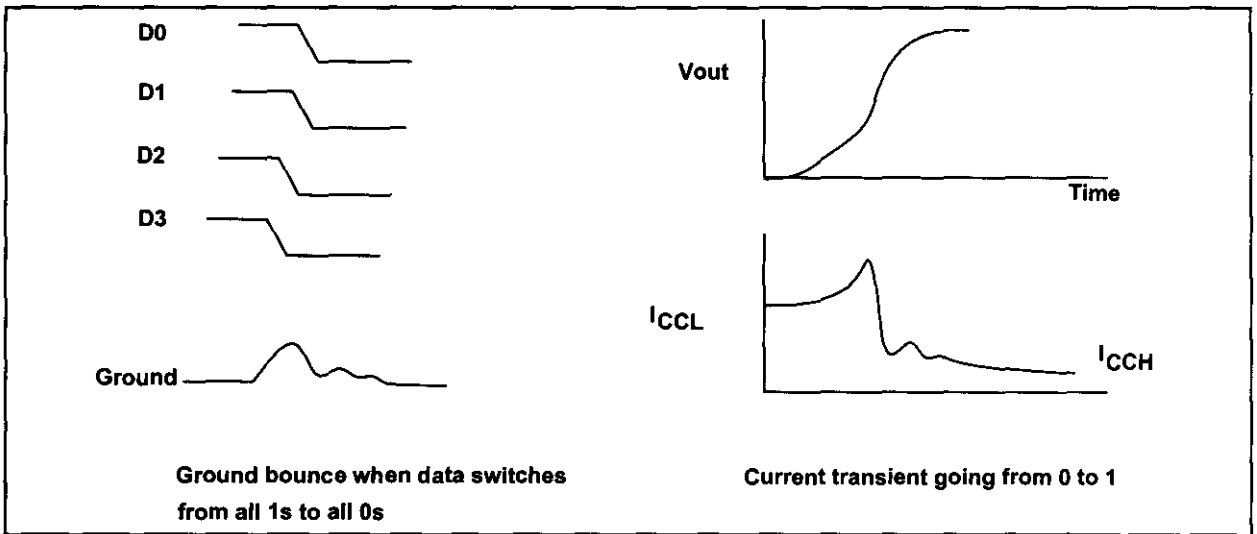 D0
D1
D2
D3
Ground
Ground bounce when data switches
from all 1s to all 0s
Vout
Time
ICCL
ICCH
Current transient going from 0 to 1